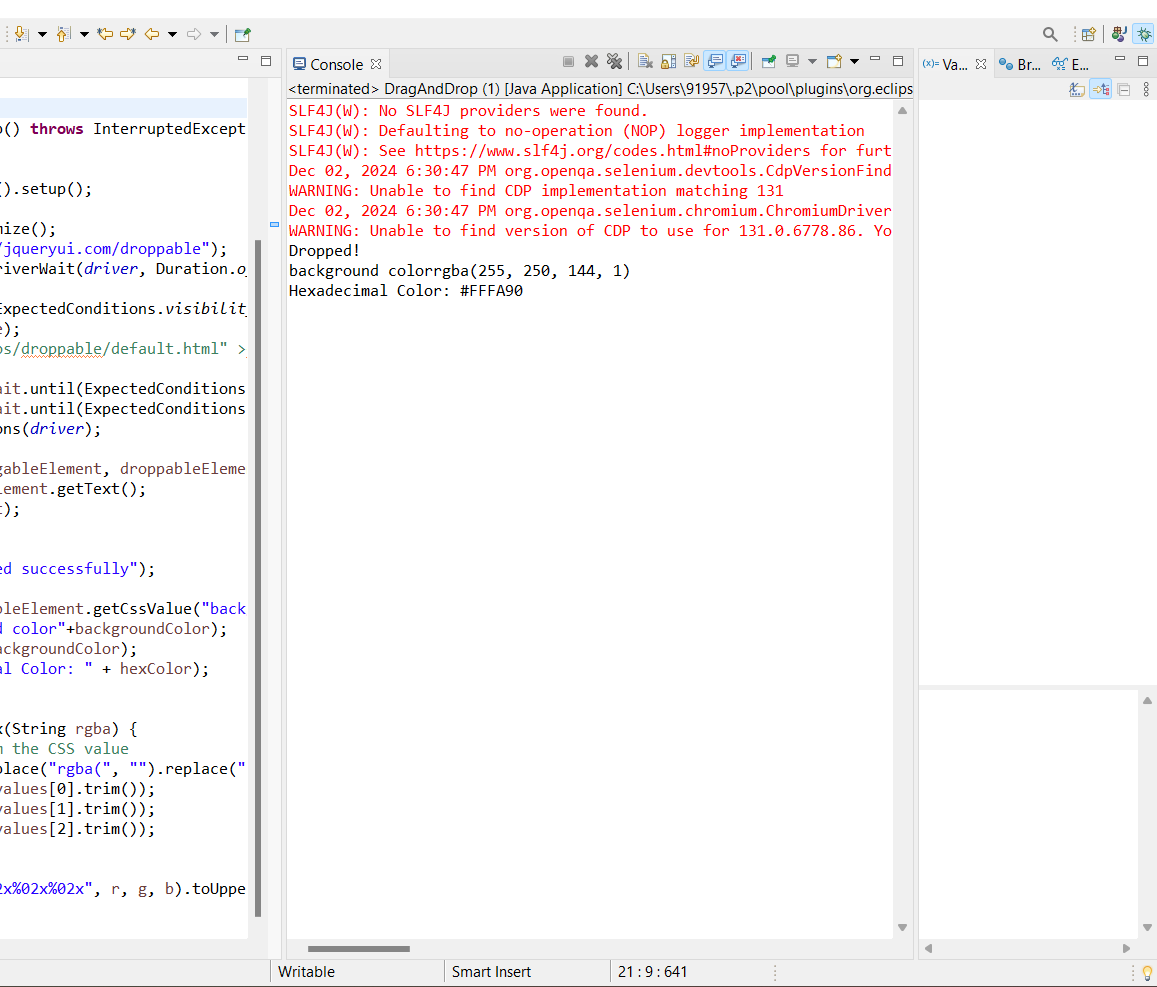 Console
<terminated> DragAndDrop (1) [Java Application] C:\Users\91957\.p2\pool\plugins\org.eclips
(x)= Va...
Br...
E...
() throws InterruptedExcept
().setup();
mize();
/jqueryui.com/droppable");
riverWait(driver, Duration.o
ExpectedConditions.visibilit
e);
os/droppable/default.html" >
ait.until(ExpectedConditions
ait.until(ExpectedConditions
ons(driver);
gableElement, droppableEleme
lement.getText();
t);
ed successfully");
bleElement.getCssValue("back
d color"+backgroundColor);
ackgroundColor);
al Color: " + hexColor);
x(String rgba) {
n the CSS value
place("rgba(", "").replace("
values[0].trim());
values[1].trim());
values[2].trim());
2x%02x%02x", r, g, b).toUppe
SLF4J(W): No SLF4J providers were found.
SLF4J(W): Defaulting to no-operation (NOP) logger implementation
SLF4J(W): See https://www.slf4j.org/codes.html#noProviders for furt
Dec 02, 2024 6:30:47 PM org.openqa.selenium.devtools.CdpVersionFind
WARNING: Unable to find CDP implementation matching 131
Dec 02, 2024 6:30:47 PM org.openqa.selenium.chromium.ChromiumDriver
WARNING: Unable to find version of CDP to use for 131.0.6778.86. Yo
Dropped!
background colorrgba(255, 250, 144, 1)
Hexadecimal Color: #FFFA90
Writable
Smart Insert
21 : 9 : 641